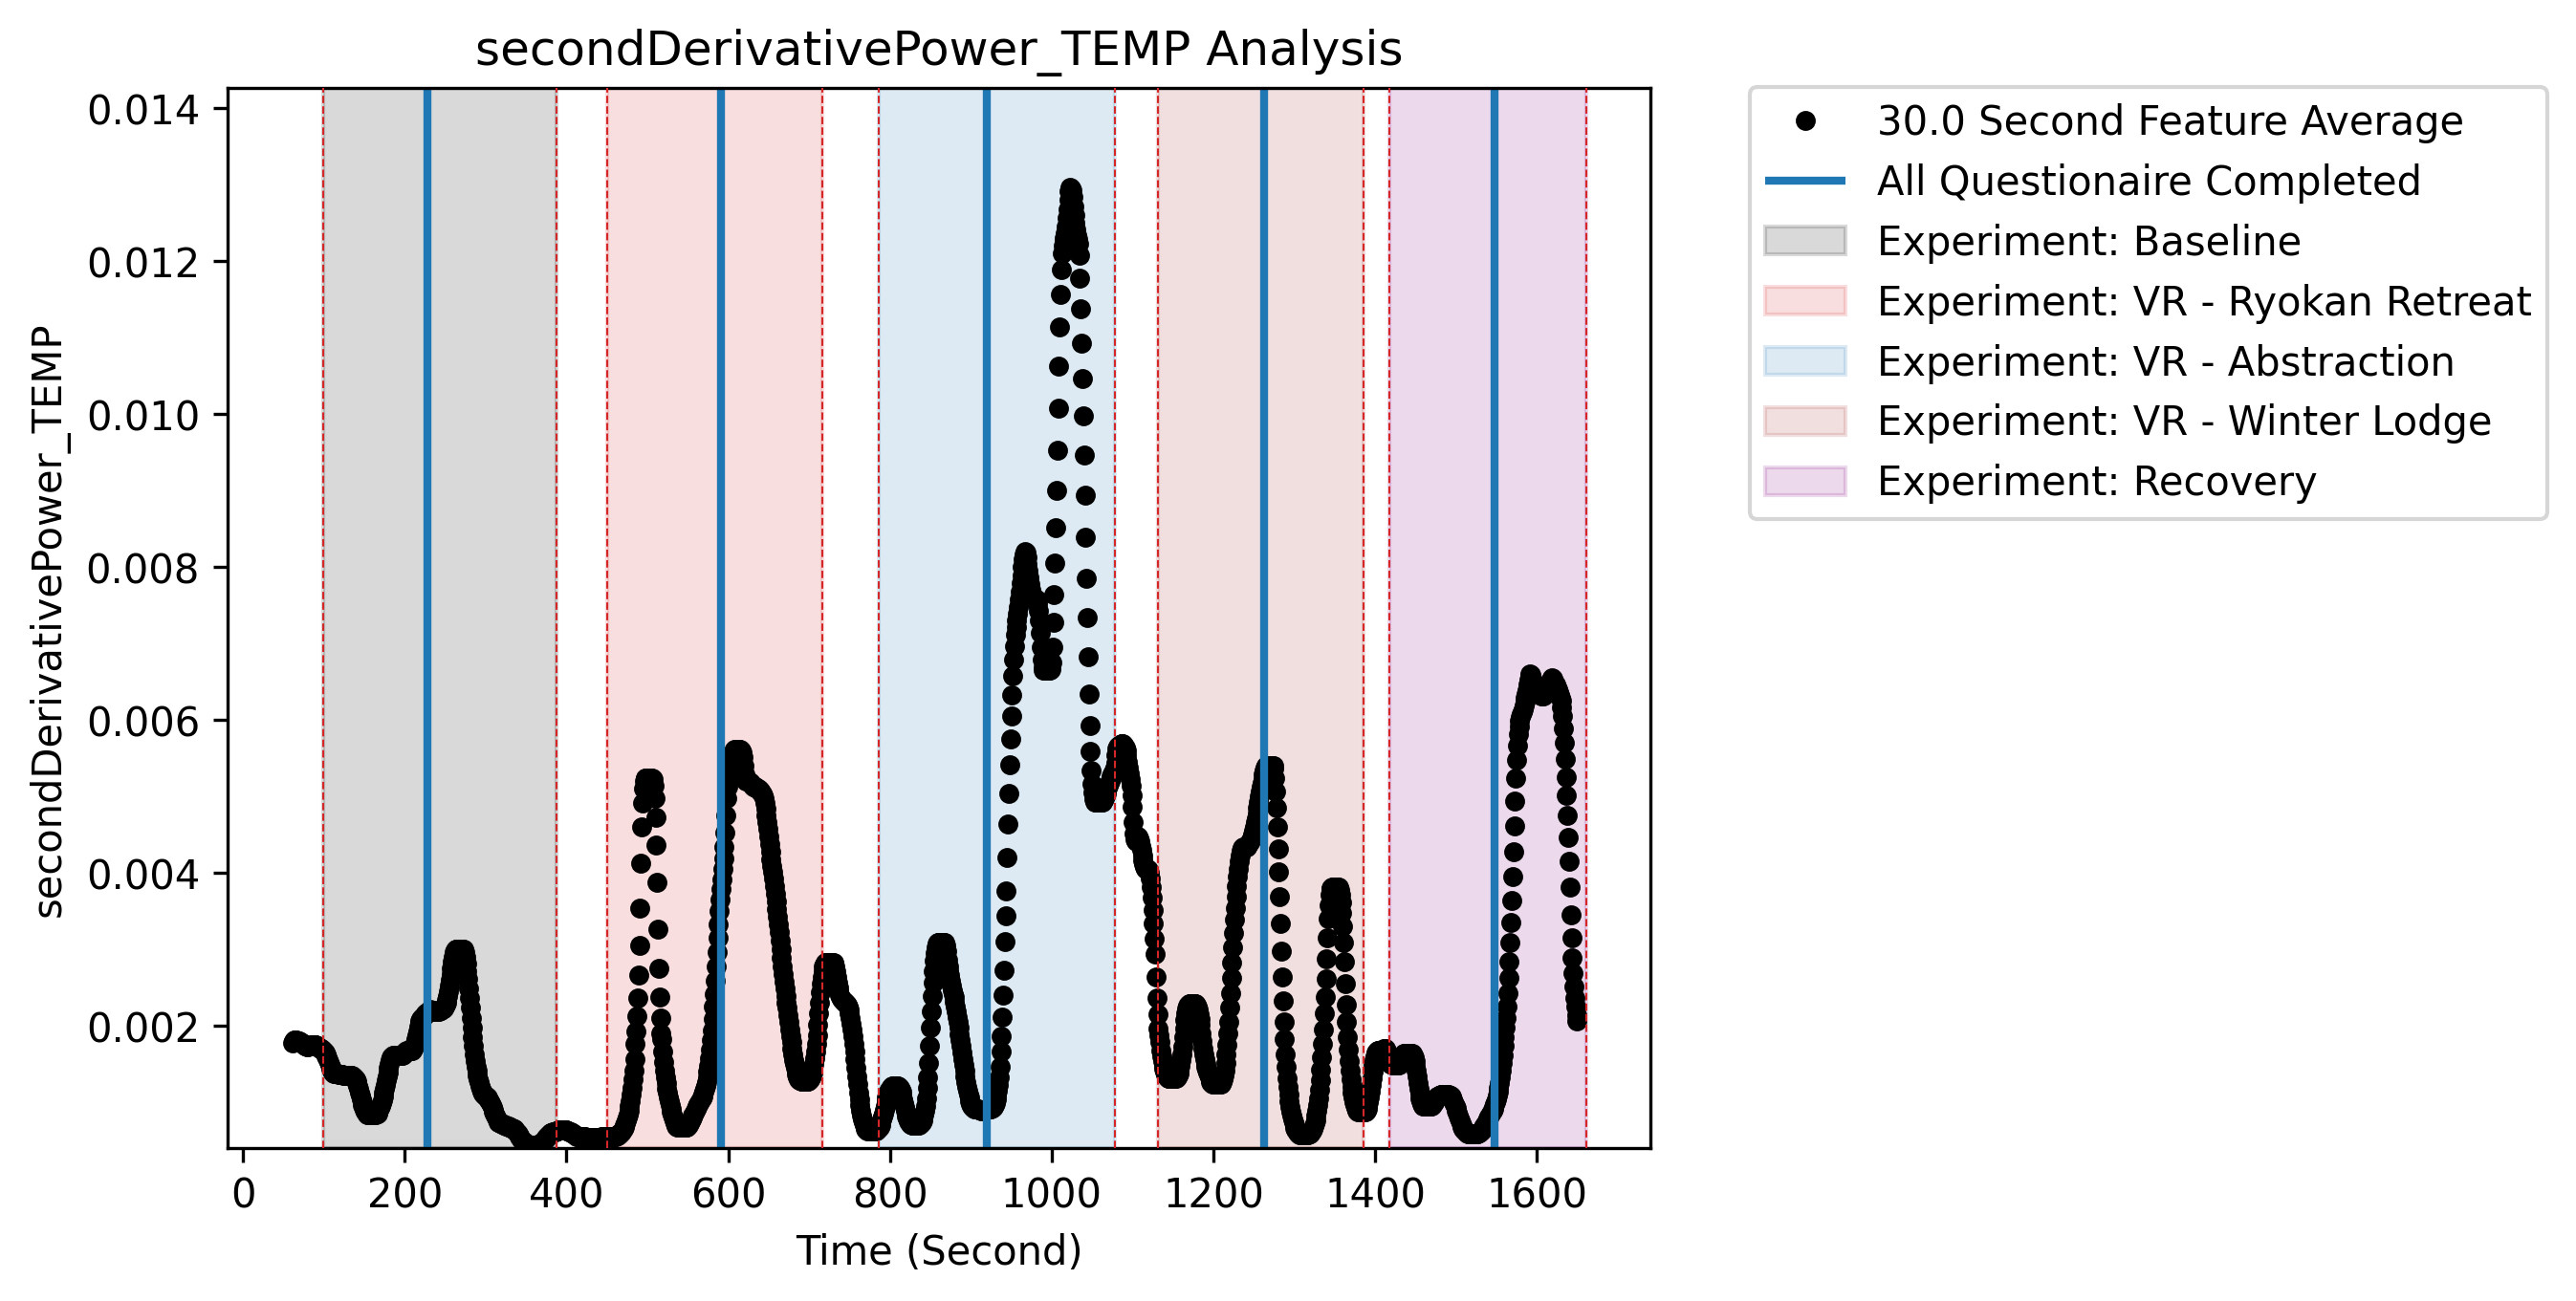 secondDerivativePower_TEMP Analysis
secondDerivativePower_TEMP
0.014
0.012
0.010
0.008
0.006
0.004
0.002
0 200 400 600 800 1000 1200 1400 1600
Time (Second)
30.0 Second Feature Average
All Questionaire Completed
Experiment: Baseline
Experiment: VR - Ryokan Retreat
Experiment: VR - Abstraction
Experiment: VR - Winter Lodge
Experiment: Recovery